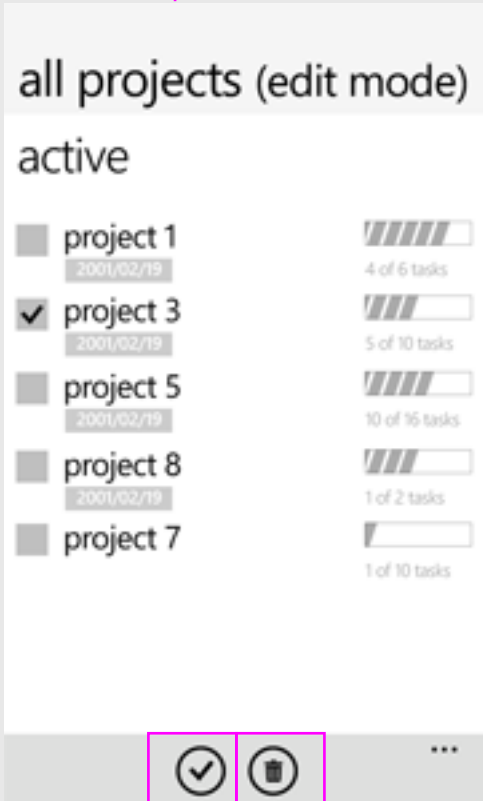 all projects (edit mode)
active
project 1
2001/02/19
4 of 6 tasks
project 3
2001/02/19
5 of 10 tasks
project 5
2001/02/19
10 of 16 tasks
project 8
2001/02/19
1 of 2 tasks
project 7
1 of 10 tasks